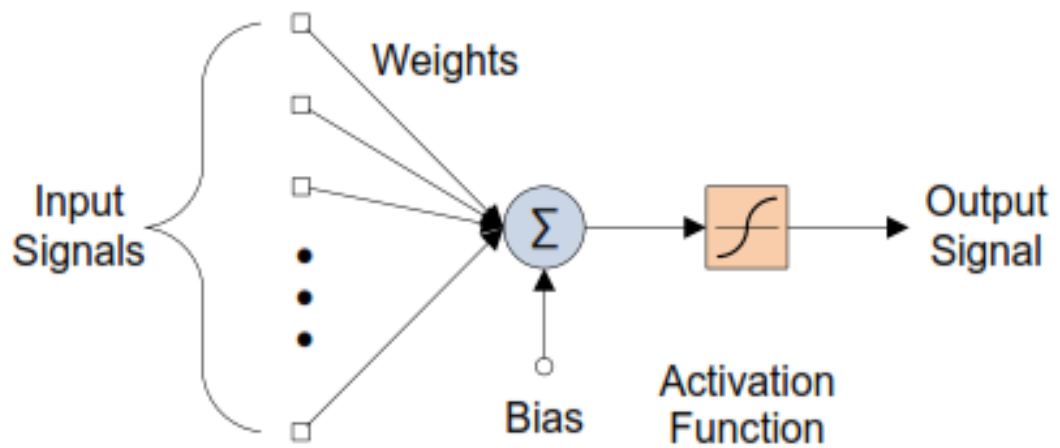 Weights
Input
Signals
Σ
Output
Signal
Bias
Activation
Function